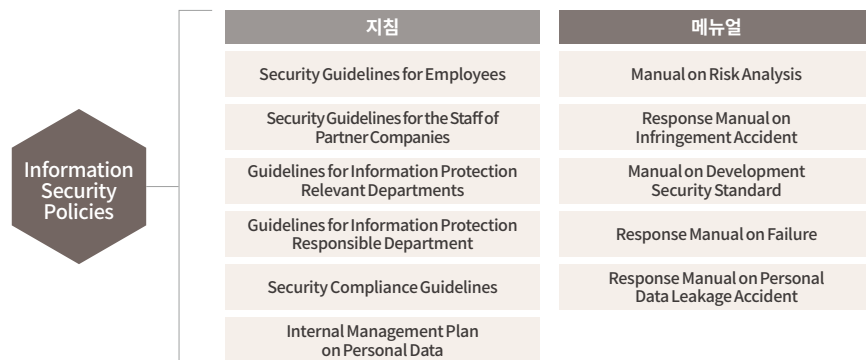 Information
Security
Policies
지침
Security Guidelines for Employees
Security Guidelines for the Staff of
Partner Companies
Guidelines for Information Protection
Relevant Departments
Guidelines for Information Protection
Responsible Department
Security Compliance Guidelines
Internal Management Plan
on Personal Data
메뉴얼
Manual on Risk Analysis
Response Manual on
Infringement Accident
Manual on Development
Security Standard
Response Manual on Failure
Response Manual on Personal
Data Leakage Accident